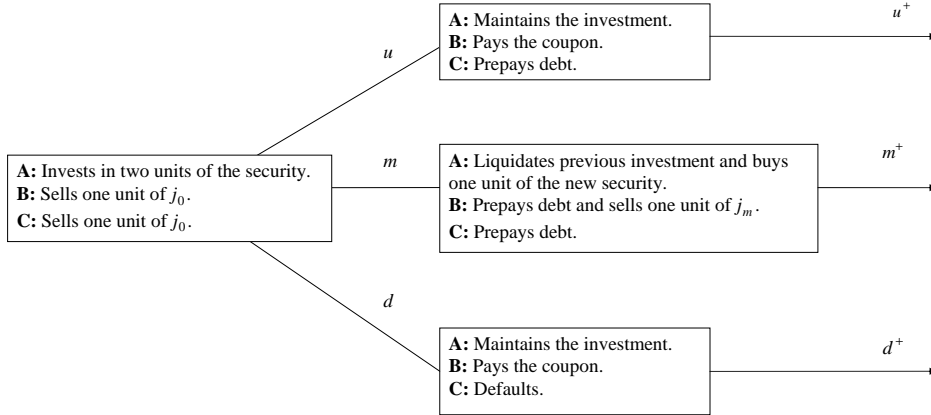 u⁺
A: Maintains the investment.
B: Pays the coupon.
C: Prepays debt.
u
A: Invests in two units of the security.
B: Sells one unit of j₀.
C: Sells one unit of j₀.
m
A: Liquidates previous investment and buys
one unit of the new security.
B: Prepays debt and sells one unit of jₘ.
C: Prepays debt.
m⁺
d
A: Maintains the investment.
B: Pays the coupon.
C: Defaults.
d⁺